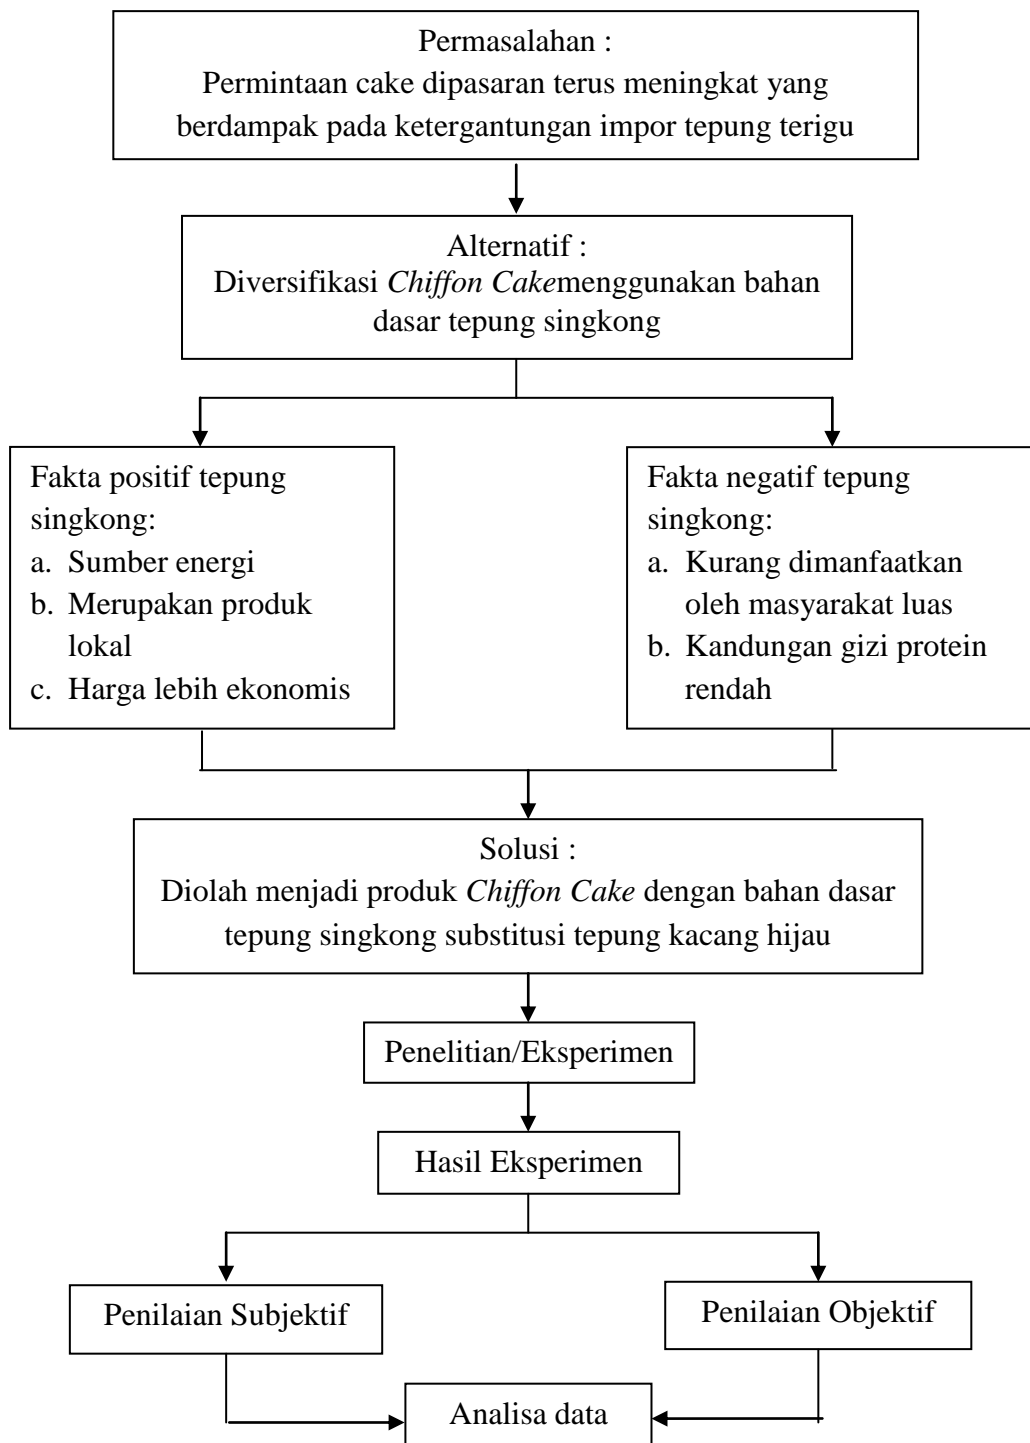 Permasalahan :
Permintaan cake dipasaran terus meningkat yang
berdampak pada ketergantungan impor tepung terigu
Alternatif :
Diversifikasi Chiffon Cakemenggunakan bahan
dasar tepung singkong
Fakta positif tepung
singkong:
a. Sumber energi
b. Merupakan produk
lokal
c. Harga lebih ekonomis
Fakta negatif tepung
singkong:
a. Kurang dimanfaatkan
oleh masyarakat luas
b. Kandungan gizi protein
rendah
Solusi :
Diolah menjadi produk Chiffon Cake dengan bahan dasar
tepung singkong substitusi tepung kacang hijau
Penelitian/Eksperimen
Hasil Eksperimen
Penilaian Subjektif
Penilaian Objektif
Analisa data